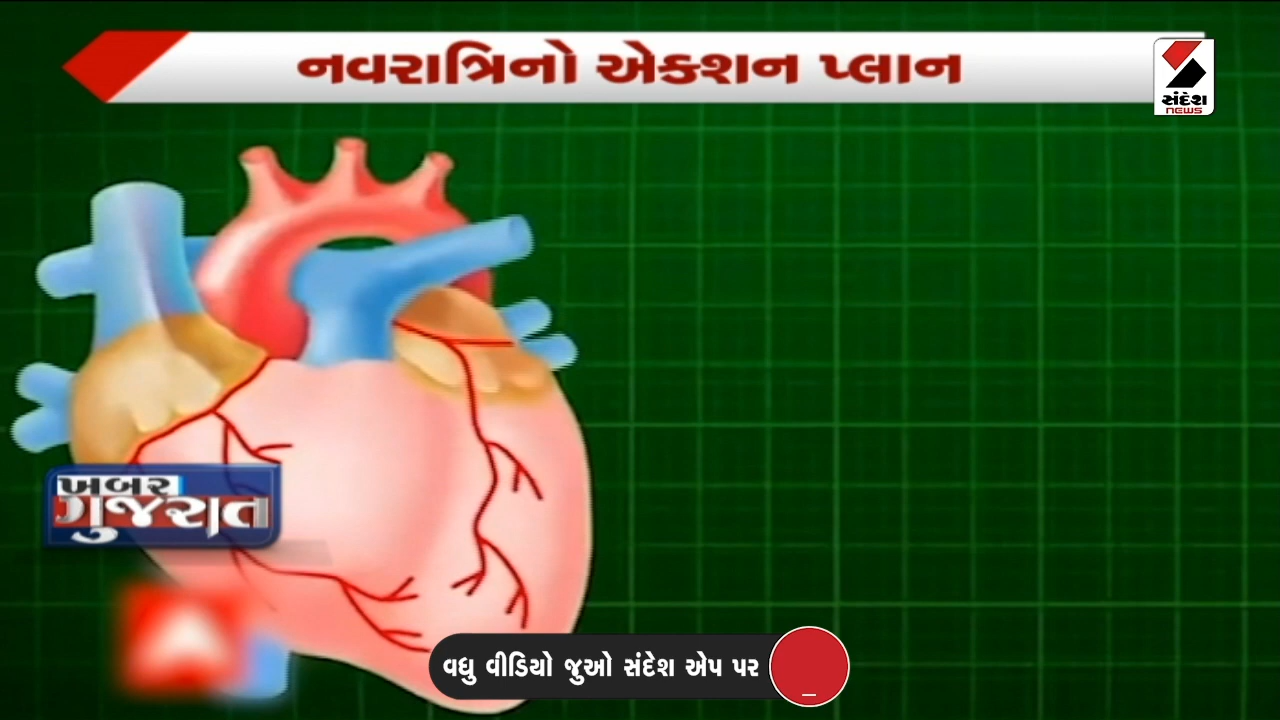 નવરાત્રિનો એક્શન પ્લાન
સંદેશ
NEWS
ખબર
ગુજરાત
વધુ વીડિયો જુઓ સંદેશ એપ પર